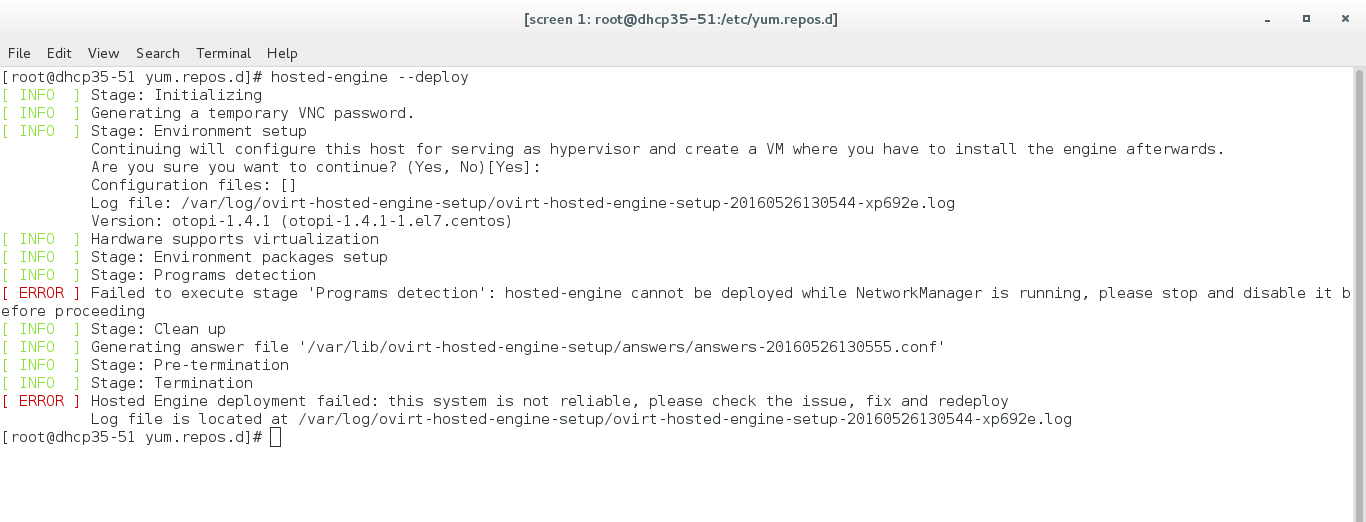 [screen 1: root@dhcp35-51:/etc/yum.repos.d]
File Edit View Search Terminal Help
[root@dhcp35-51 yum.repos.d]# hosted-engine --deploy
[ INFO  ] Stage: Initializing
[ INFO  ] Generating a temporary VNC password.
[ INFO  ] Stage: Environment setup
          Continuing will configure this host for serving as hypervisor and create a VM where you have to install the engine afterwards.
          Are you sure you want to continue? (Yes, No)[Yes]:
          Configuration files: []
          Log file: /var/log/ovirt-hosted-engine-setup/ovirt-hosted-engine-setup-20160526130544-xp692e.log
          Version: otopi-1.4.1 (otopi-1.4.1-1.el7.centos)
[ INFO  ] Hardware supports virtualization
[ INFO  ] Stage: Environment packages setup
[ INFO  ] Stage: Programs detection
[ ERROR ] Failed to execute stage 'Programs detection': hosted-engine cannot be deployed while NetworkManager is running, please stop and disable it b
efore proceeding
[ INFO  ] Stage: Clean up
[ INFO  ] Generating answer file '/var/lib/ovirt-hosted-engine-setup/answers/answers-20160526130555.conf'
[ INFO  ] Stage: Pre-termination
[ INFO  ] Stage: Termination
[ ERROR ] Hosted Engine deployment failed: this system is not reliable, please check the issue, fix and redeploy
          Log file is located at /var/log/ovirt-hosted-engine-setup/ovirt-hosted-engine-setup-20160526130544-xp692e.log
[root@dhcp35-51 yum.repos.d]#